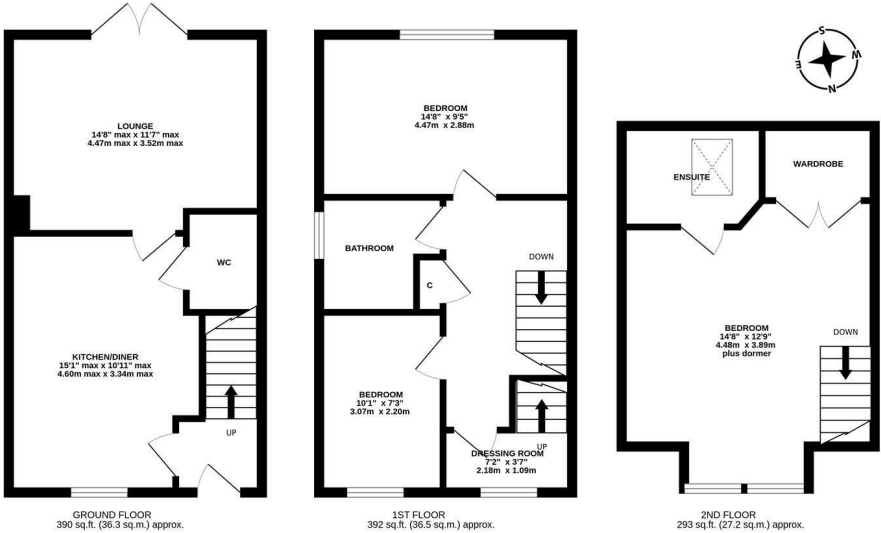 LOUNGE
14'8" max x 11'7" max
4.47m max x 3.52m max
WC
KITCHEN/DINER
15'1" max x 10'11" max
4.60m max x 3.34m max
UP
GROUND FLOOR
390 sq.ft. (36.3 sq.m.) approx.
BEDROOM
14'8" x 9'5"
4.47m x 2.88m
BATHROOM
DOWN
C
BEDROOM
10'1" x 7'3"
3.07m x 2.20m
UP
DRESSING ROOM
7'2" x 3'7"
2.18m x 1.09m
1ST FLOOR
392 sq.ft. (36.5 sq.m.) approx.
S
E
W
N
ENSUITE
WARDROBE
BEDROOM
14'8" x 12'9"
4.48m x 3.89m
plus dormer
DOWN
2ND FLOOR
293 sq.ft. (27.2 sq.m.) approx.